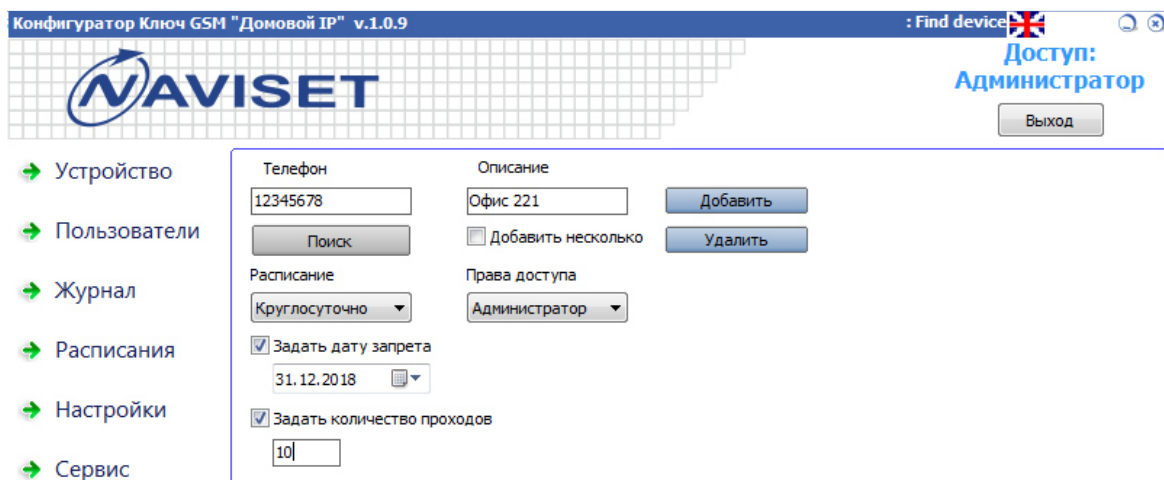 Конфигуратор Ключ GSM "Домовой IP" v.1.0.9 : Find device
NAVISET
Доступ:
Администратор
Выход
Устройство
Пользователи
Журнал
Расписания
Настройки
Сервис
Телефон Описание
12345678 Офис 221 Добавить
Поиск Добавить несколько Удалить
Расписание Права доступа
Круглосуточно Администратор
Задать дату запрета
31.12.2018
Задать количество проходов
10